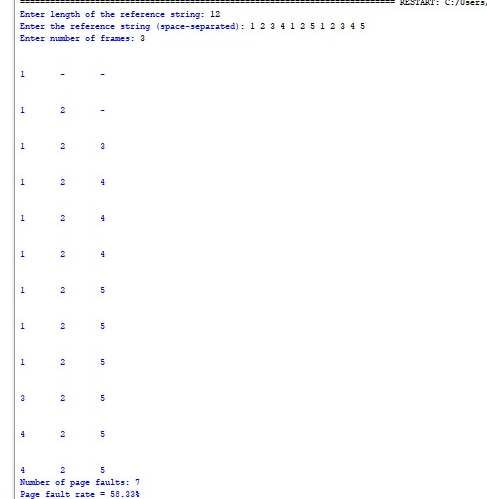 ================================================================================ RESTART: C:/Users/
Enter length of the reference string: 12
Enter the reference string (space-separated): 1 2 3 4 1 2 5 1 2 3 4 5
Enter number of frames: 3
1 - -
1 2 -
1 2 3
1 2 4
1 2 4
1 2 4
1 2 5
1 2 5
1 2 5
3 2 5
4 2 5
4 2 5
Number of page faults: 7
Page fault rate = 58.33%